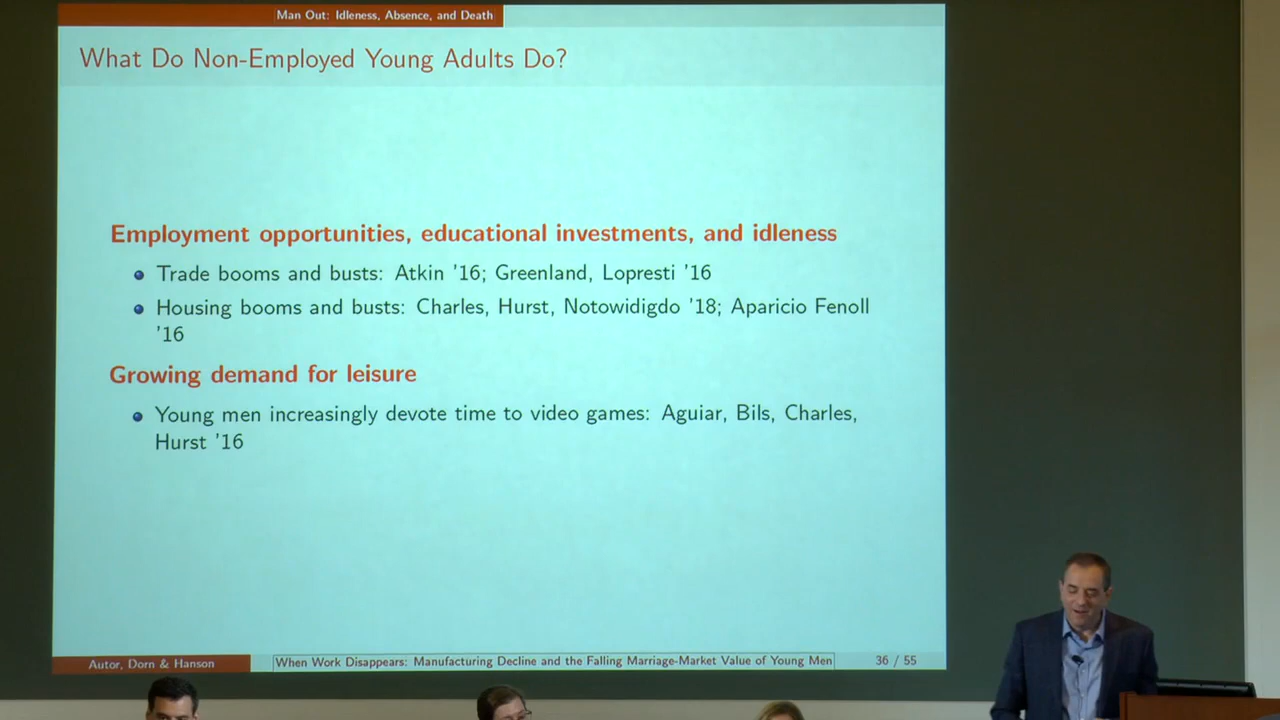 Man Out: Idleness, Absence, and Death
What Do Non-Employed Young Adults Do?
Employment opportunities, educational investments, and idleness
Trade booms and busts: Atkin '16; Greenland, Lopresti '16
Housing booms and busts: Charles, Hurst, Notowidigdo '18; Aparicio Fenoll
'16
Growing demand for leisure
Young men increasingly devote time to video games: Aguiar, Bils, Charles,
Hurst '16
Autor, Dorn & Hanson
When Work Disappears: Manufacturing Decline and the Falling Marriage-Market Value of Young Men
36 / 55